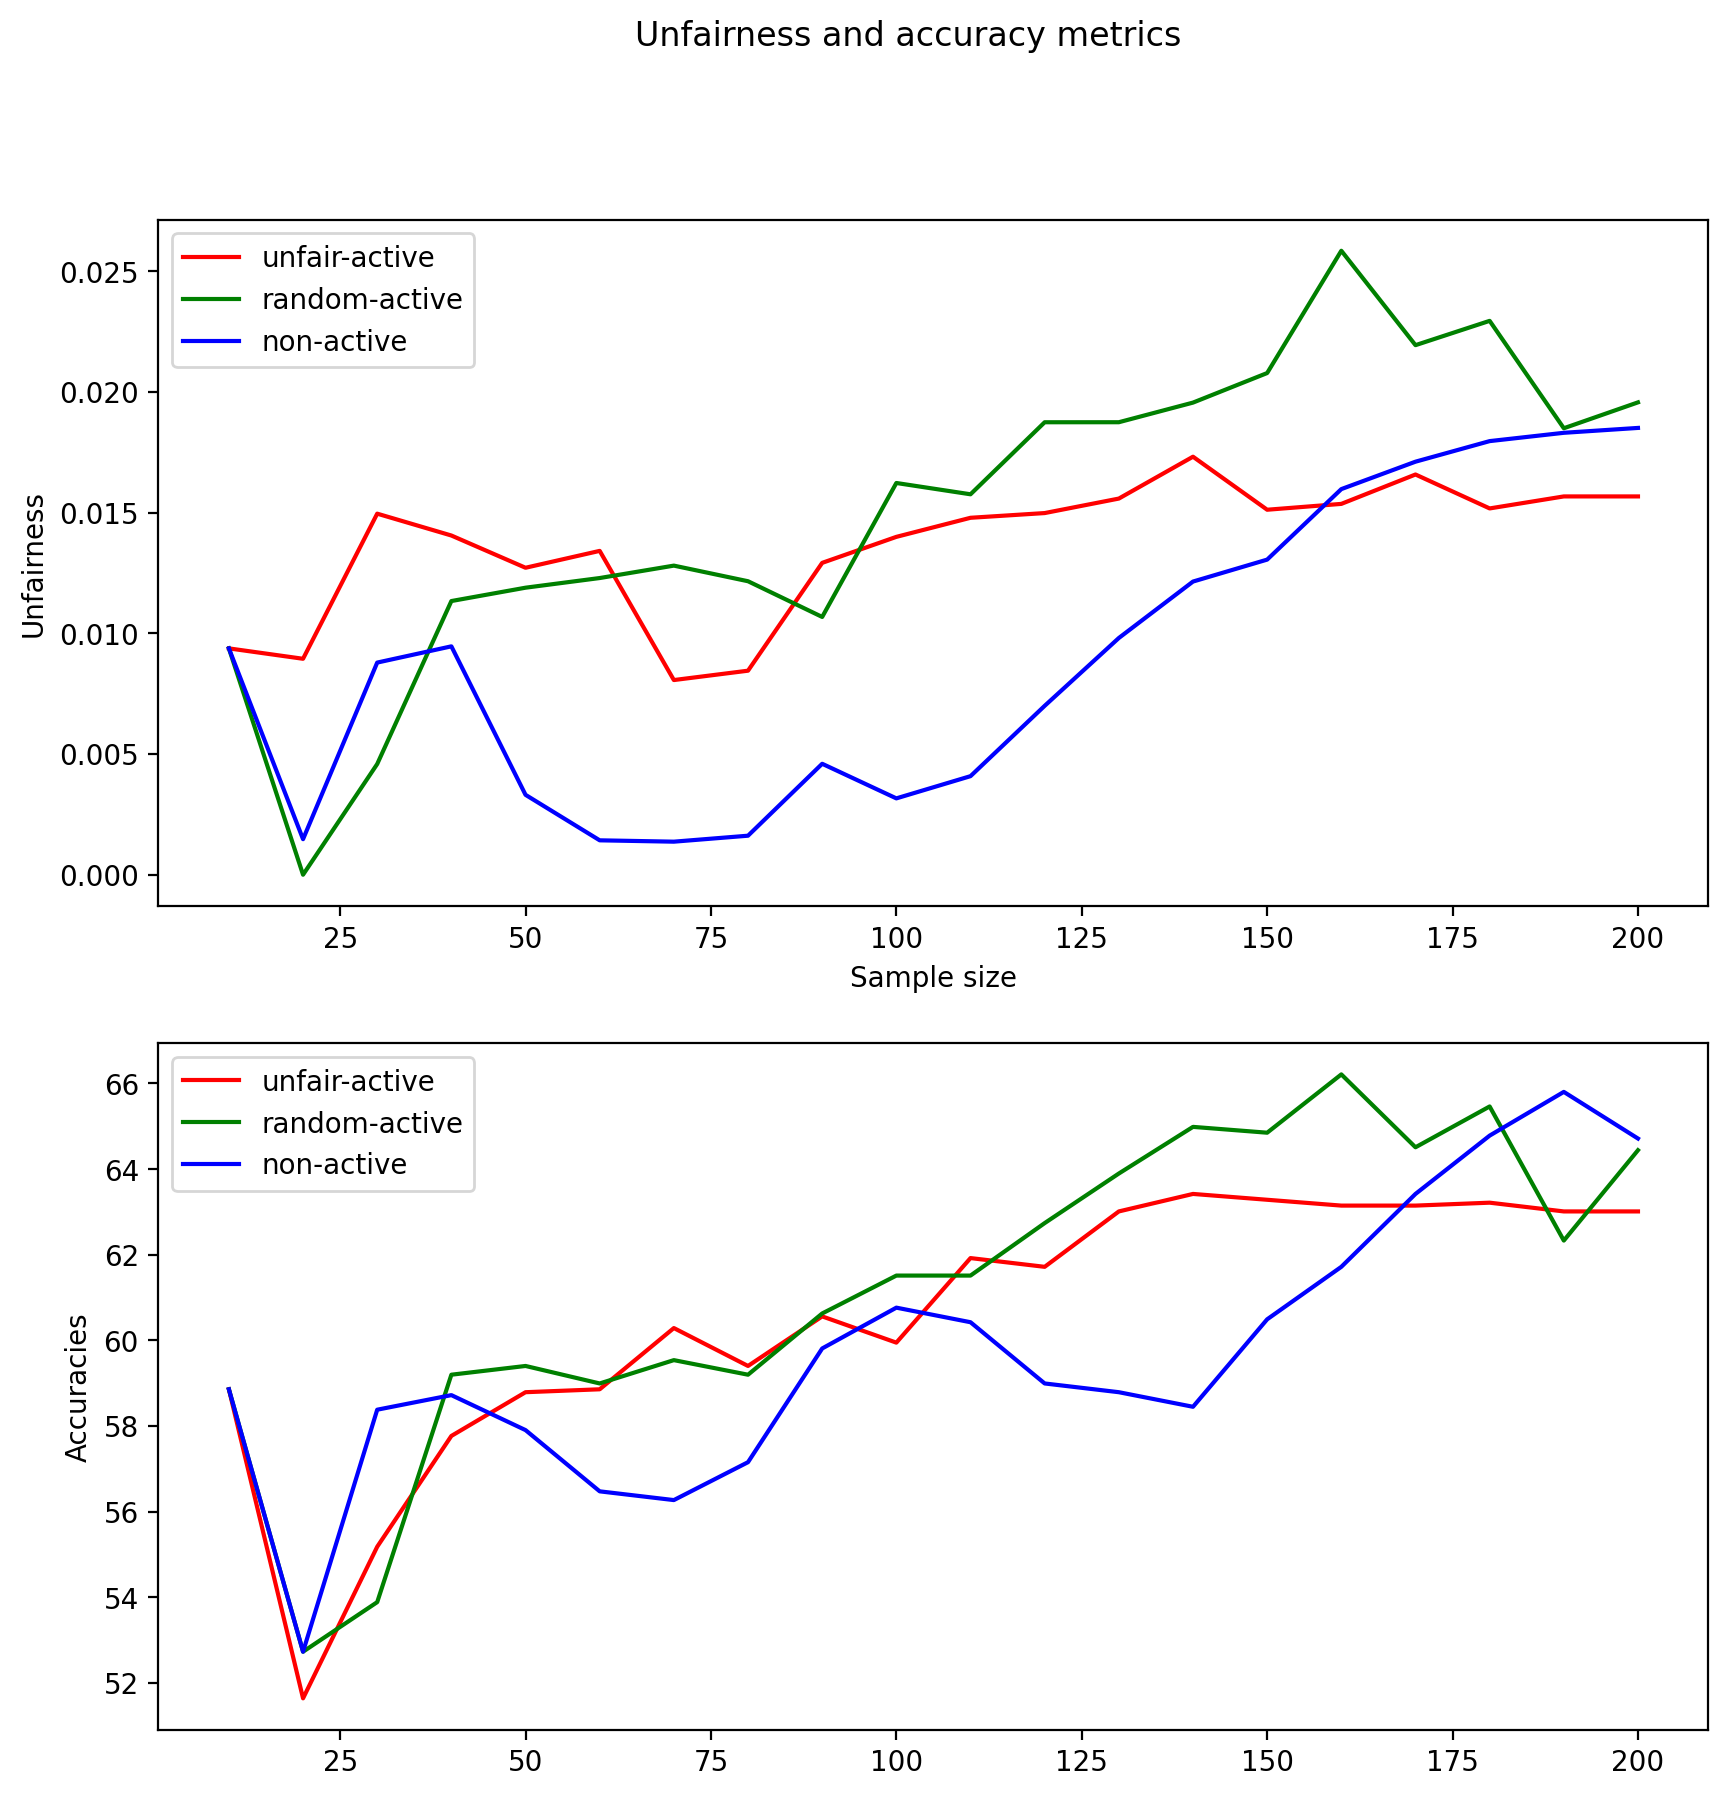 Unfairness and accuracy metrics
unfair-active
random-active
non-active
0.025
0.020
0.015
0.010
0.005
0.000
Unfairness
25 50 75 100 125 150 175 200
Sample size
unfair-active
random-active
non-active
66
64
62
60
58
56
54
52
Accuracies
25 50 75 100 125 150 175 200